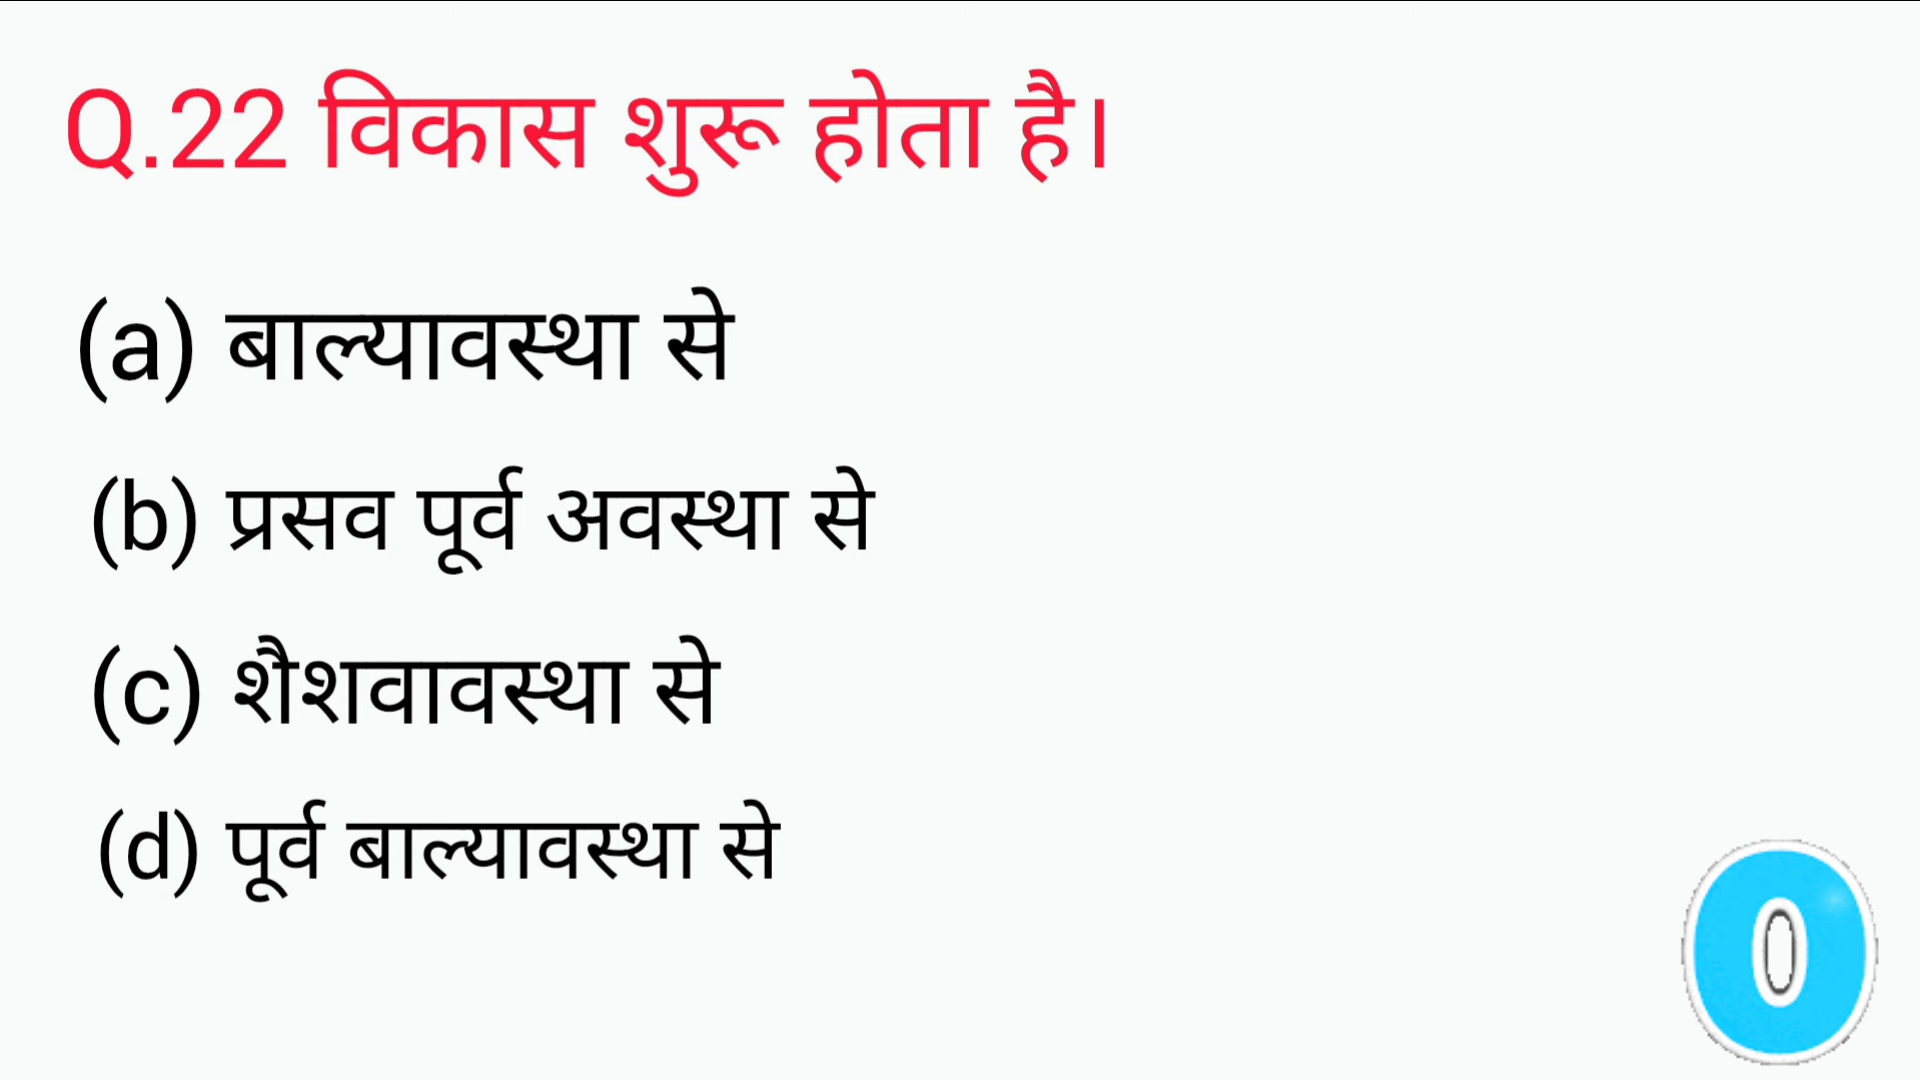 Q.22 विकास शुरू होता है।
(a) बाल्यावस्था से
(b) प्रसव पूर्व अवस्था से
(c) शैशवावस्था से
(d) पूर्व बाल्यावस्था से
0